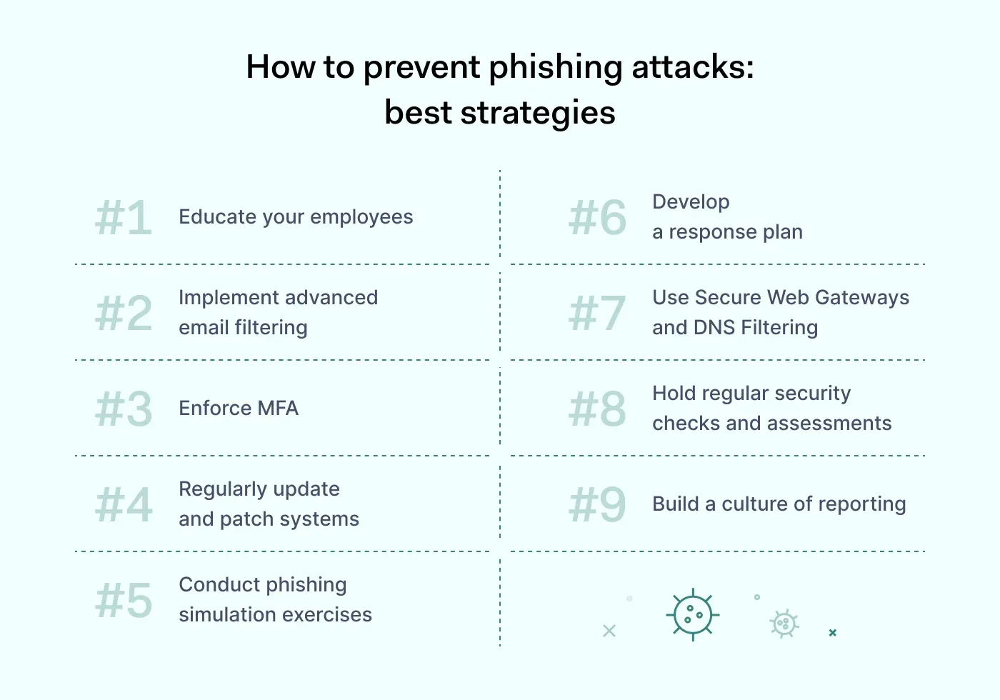 How to prevent phishing attacks:
best strategies
#1
Educate your employees
#2
Implement advanced
email filtering
#3
Enforce MFA
#4
Regularly update
and patch systems
#5
Conduct phishing
simulation exercises
#6
Develop
a response plan
#7
Use Secure Web Gateways
and DNS Filtering
#8
Hold regular security
checks and assessments
#9
Build a culture of reporting